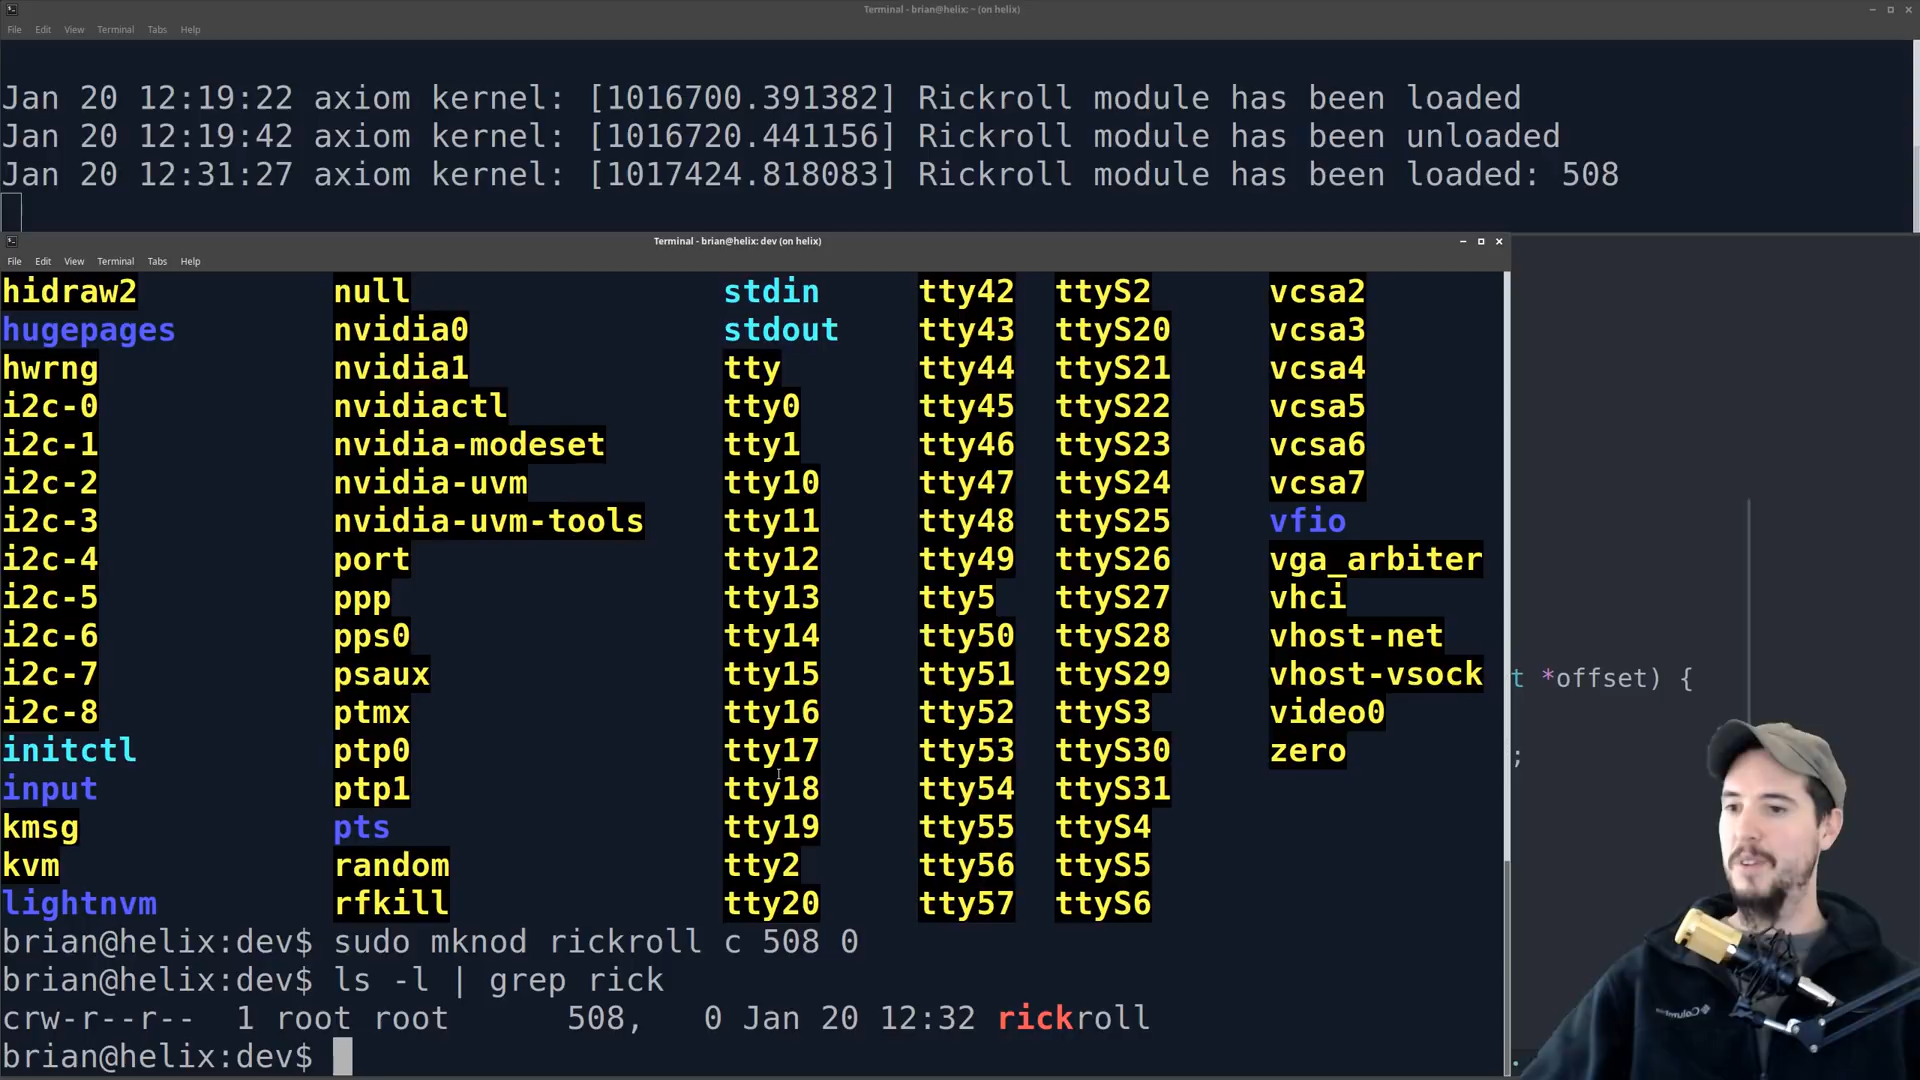 Terminal - brian@helix: ~ (on helix)
File Edit View Terminal Tabs Help
Jan 20 12:19:22 axiom kernel: [1016700.391382] Rickroll module has been loaded
Jan 20 12:19:42 axiom kernel: [1016720.441156] Rickroll module has been unloaded
Jan 20 12:31:27 axiom kernel: [1017424.818083] Rickroll module has been loaded: 508
Terminal - brian@helix: dev (on helix)
File Edit View Terminal Tabs Help
hidraw2 null stdin tty42 ttyS2 vcsa2
hugepages nvidia0 stdout tty43 ttyS20 vcsa3
hwrng nvidia1 tty tty44 ttyS21 vcsa4
i2c-0 nvidiactl tty0 tty45 ttyS22 vcsa5
i2c-1 nvidia-modeset tty1 tty46 ttyS23 vcsa6
i2c-2 nvidia-uvm tty10 tty47 ttyS24 vcsa7
i2c-3 nvidia-uvm-tools tty11 tty48 ttyS25 vfio
i2c-4 port tty12 tty49 ttyS26 vga_arbiter
i2c-5 ppp tty13 tty5 ttyS27 vhci
i2c-6 pps0 tty14 tty50 ttyS28 vhost-net
i2c-7 psaux tty15 tty51 ttyS29 vhost-vsock
t *offset) {
i2c-8 ptmx tty16 tty52 ttyS3 video0
initctl ptp0 tty17 tty53 ttyS30 zero
;
input ptp1 tty18 tty54 ttyS31
kmsg pts tty19 tty55 ttyS4
kvm random tty2 tty56 ttyS5
lightnvm rfkill tty20 tty57 ttyS6
brian@helix:dev$ sudo mknod rickroll c 508 0
brian@helix:dev$ ls -l | grep rick
crw-r--r-- 1 root root 508, 0 Jan 20 12:32 rickroll
brian@helix:dev$
Columbia